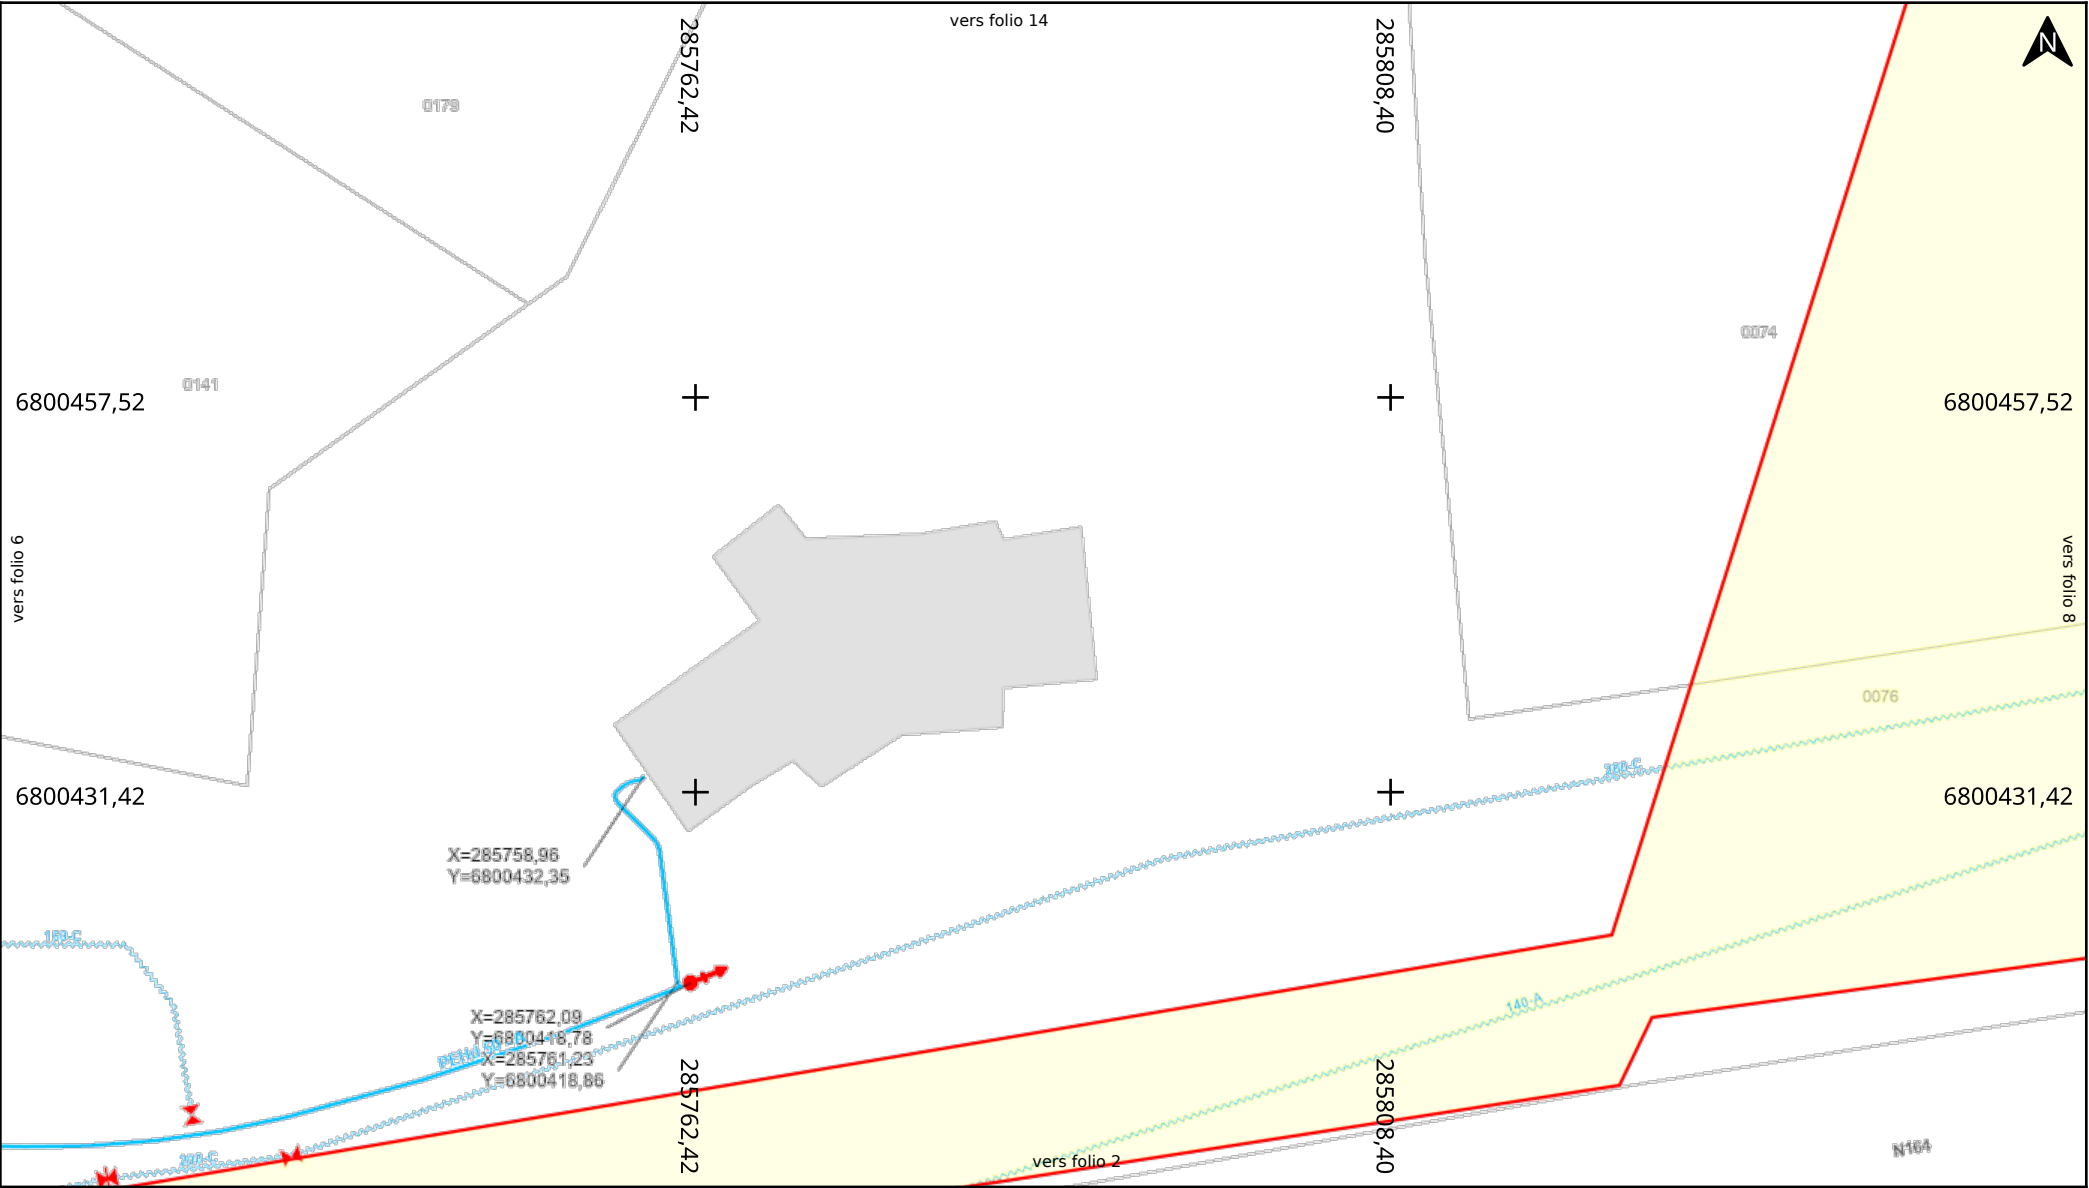 vers folio 14
N
285762,42
285808,40
0179
0074
0141
6800457,52
6800457,52
vers folio 6
vers folio 8
0076
6800431,42
6800431,42
X=285758,96
Y=6800432,35
140-A
X=285762,09
Y=6800418,78
X=285761,23
Y=6800418,86
285762,42
285808,40
N164
vers folio 2